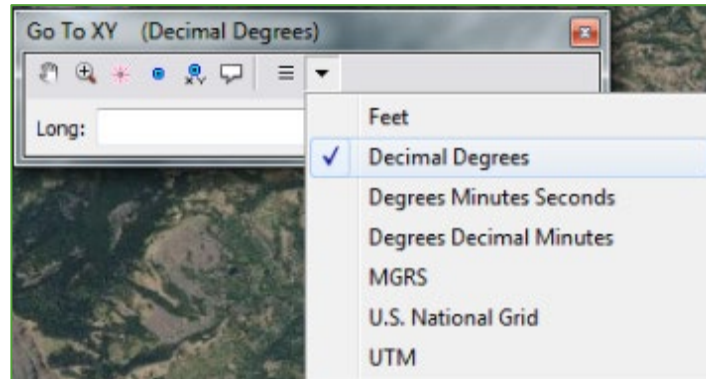 Go To XY (Decimal Degrees)
Long:
Feet
Decimal Degrees
Degrees Minutes Seconds
Degrees Decimal Minutes
MGRS
U.S. National Grid
UTM